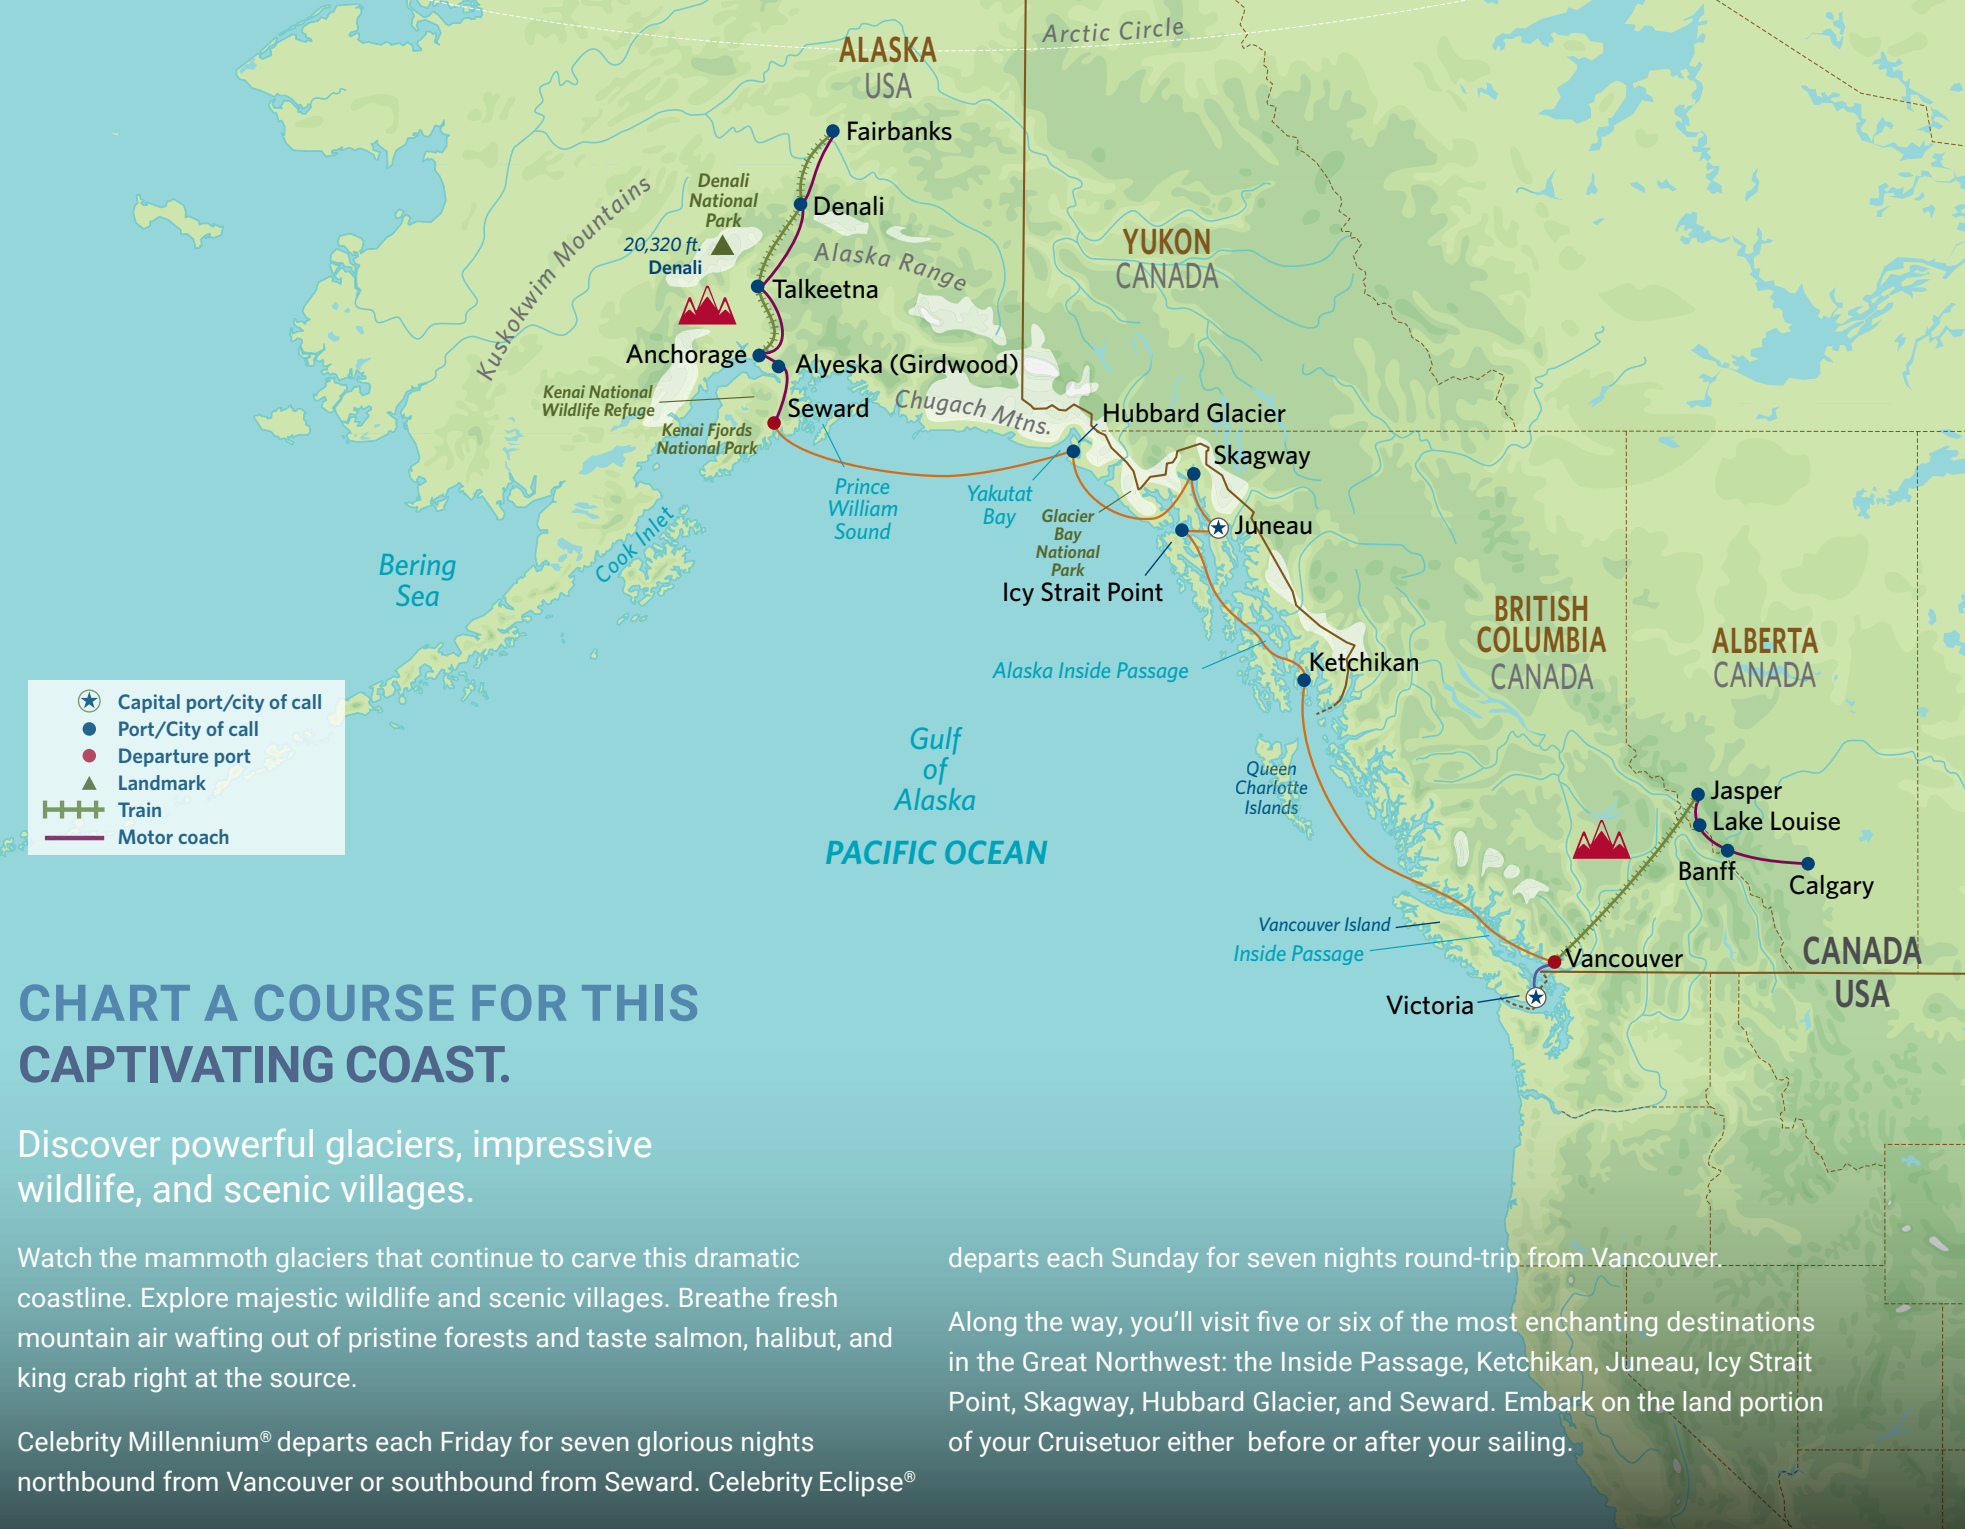 Arctic Circle
ALASKA
USA
Fairbanks
Denali
National
Park
Denali
20,320 ft.
Denali
Kuskokwim Mountains
Alaska Range
YUKON
CANADA
Talkeetna
Anchorage
Alyeska (Girdwood)
Kenai National
Wildlife Refuge
Seward
Chugach Mtns.
Hubbard Glacier
Kenai Fjords
National Park
Skagway
Prince
William
Sound
Yakutat
Bay
Glacier
Bay
National
Park
Juneau
Cook Inlet
Bering
Sea
Icy Strait Point
BRITISH
COLUMBIA
CANADA
ALBERTA
CANADA
Alaska Inside Passage
Ketchikan
Capital port/city of call
Port/City of call
Departure port
Landmark
Train
Motor coach
Gulf
of
Alaska
PACIFIC OCEAN
Queen
Charlotte
Islands
Jasper
Lake Louise
Banff
Calgary
Vancouver Island
Inside Passage
Vancouver
Victoria
CANADA
USA
CHART A COURSE FOR THIS
CAPTIVATING COAST.
Discover powerful glaciers, impressive
wildlife, and scenic villages.
Watch the mammoth glaciers that continue to carve this dramatic
coastline. Explore majestic wildlife and scenic villages. Breathe fresh
mountain air wafting out of pristine forests and taste salmon, halibut, and
king crab right at the source.
Celebrity Millennium® departs each Friday for seven glorious nights
northbound from Vancouver or southbound from Seward. Celebrity Eclipse®
departs each Sunday for seven nights round-trip from Vancouver.
Along the way, you’ll visit five or six of the most enchanting destinations
in the Great Northwest: the Inside Passage, Ketchikan, Juneau, Icy Strait
Point, Skagway, Hubbard Glacier, and Seward. Embark on the land portion
of your Cruisetuor either  before or after your sailing.